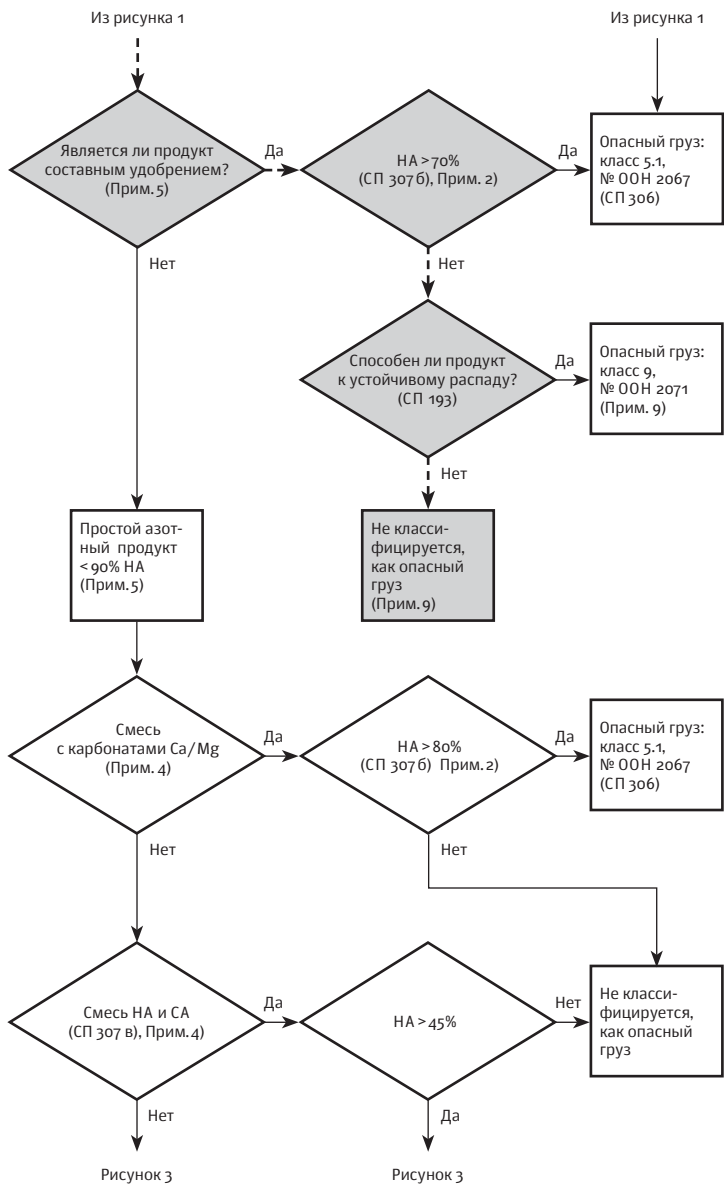 Из рисунка 1
Из рисунка 1
Является ли продукт
составным удобрением?
(Прим. 5)
Да
НА > 70%
(СП 307 б), Прим. 2)
Да
Опасный груз:
класс 5.1,
№ ООН 2067
(СП 306)
Нет
Нет
Способен ли продукт
к устойчивому распаду?
(СП 193)
Да
Опасный груз:
класс 9,
№ ООН 2071
(Прим. 9)
Нет
Простой азот-
ный продукт
< 90% НА
(Прим. 5)
Не класси-
фицируется,
как опасный
груз
(Прим. 9)
Смесь
с карбонатами Ca/Mg
(Прим. 4)
Да
НА > 80%
(СП 307 б) Прим. 2)
Да
Опасный груз:
класс 5.1,
№ ООН 2067
(СП 306)
Нет
Нет
Смесь НА и СА
(СП 307 в), Прим. 4)
Да
НА > 45%
Нет
Не класси-
фицируется,
как опасный
груз
Нет
Да
Рисунок 3
Рисунок 3